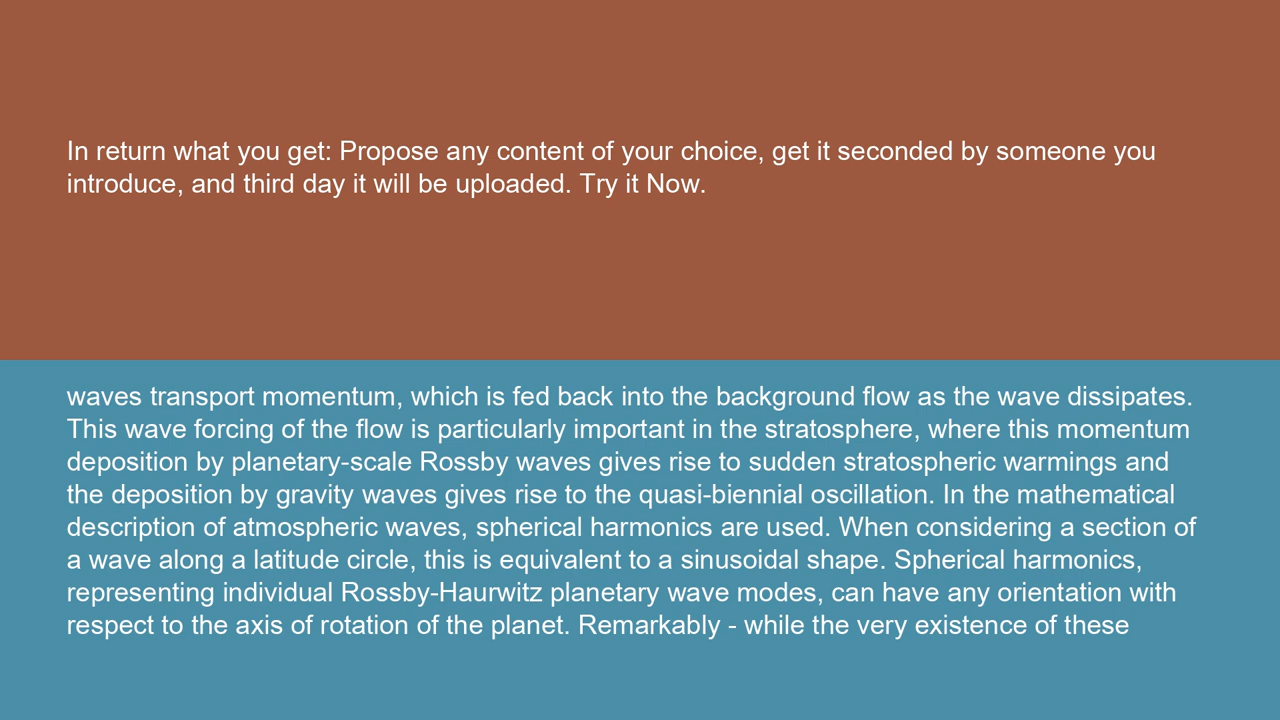 In return what you get: Propose any content of your choice, get it seconded by someone you
introduce, and third day it will be uploaded. Try it Now.
waves transport momentum, which is fed back into the background flow as the wave dissipates.
This wave forcing of the flow is particularly important in the stratosphere, where this momentum
deposition by planetary-scale Rossby waves gives rise to sudden stratospheric warmings and
the deposition by gravity waves gives rise to the quasi-biennial oscillation. In the mathematical
description of atmospheric waves, spherical harmonics are used. When considering a section of
a wave along a latitude circle, this is equivalent to a sinusoidal shape. Spherical harmonics,
representing individual Rossby-Haurwitz planetary wave modes, can have any orientation with
respect to the axis of rotation of the planet. Remarkably - while the very existence of these